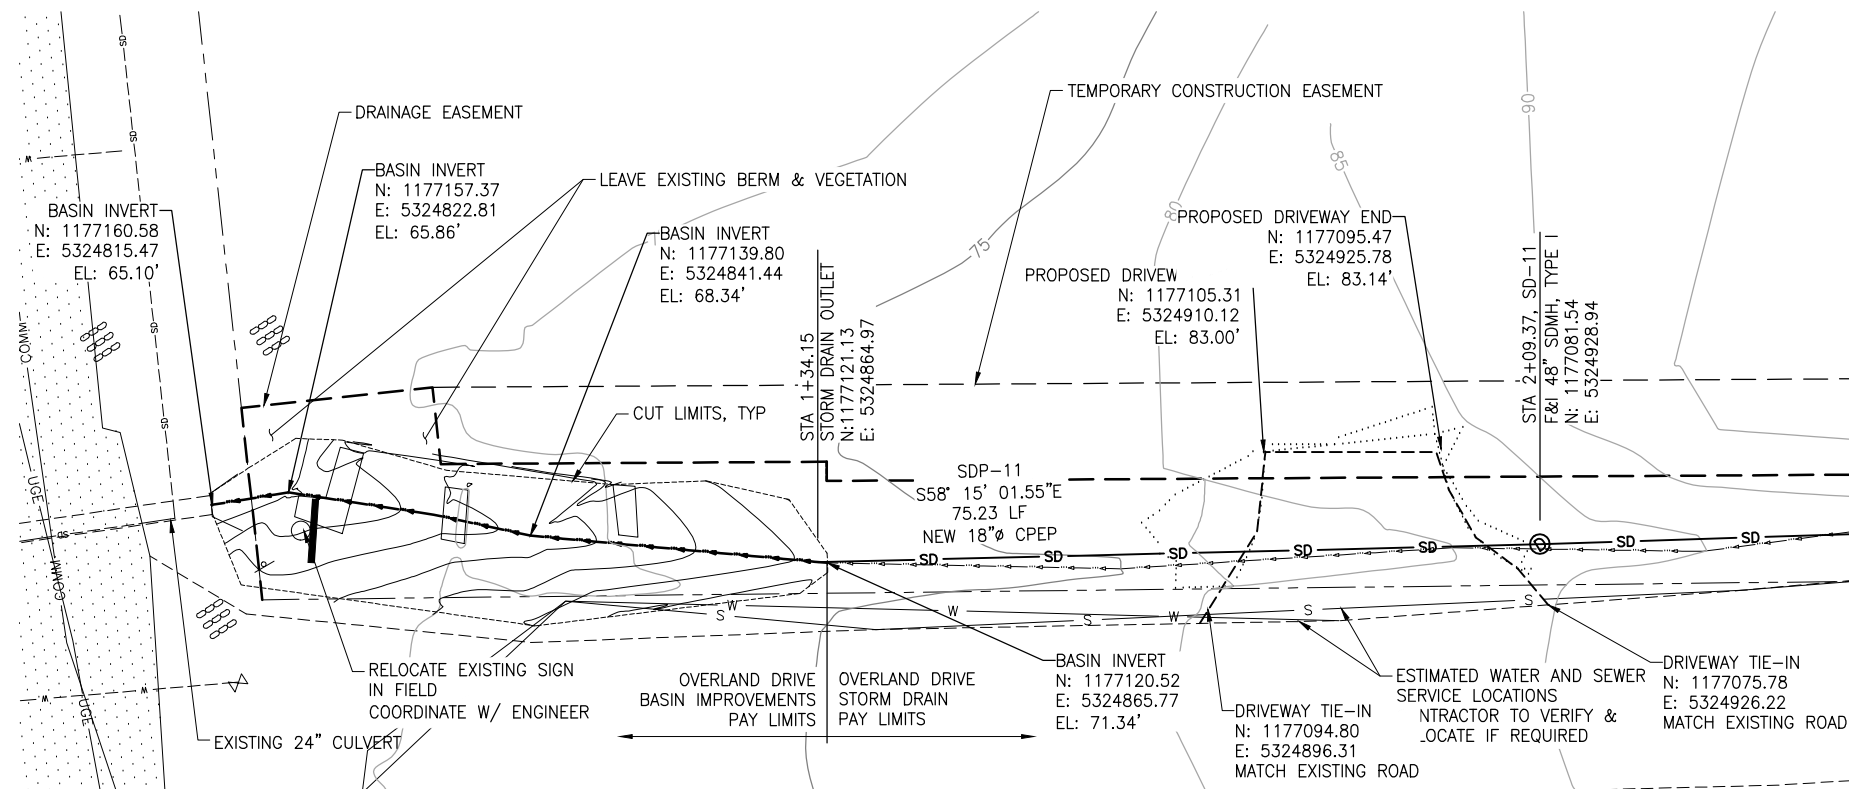 DRAINAGE EASEMENT
TEMPORARY CONSTRUCTION EASEMENT
BASIN INVERT
N: 1177157.37
E: 5324822.81
EL: 65.86'
LEAVE EXISTING BERM & VEGETATION
BASIN INVERT
N: 1177160.58
E: 5324815.47
EL: 65.10'
BASIN INVERT
N: 1177139.80
E: 5324841.44
EL: 68.34'
STA 1+34.15
STORM DRAIN OUTLET
N:1177121.13
E: 5324864.97
75
80
85
90
PROPOSED DRIVEWAY END
N: 1177095.47
E: 5324925.78
EL: 83.14'
PROPOSED DRIVEW
N: 1177105.31
E: 5324910.12
EL: 83.00'
STA 2+09.37, SD-11
F&I 48" SDMH, TYPE I
N: 1177081.54
E: 5324928.94
CUT LIMITS, TYP
SDP-11
S58° 15' 01.55"E
75.23 LF
NEW 18"ø CPEP
SD
SD
SD
SD
SD
SD
SD
SD
SD
SD
SD
SD
W
W
W
W
W
W
S
S
S
S
COMM
UGE
COMM
UGE
RELOCATE EXISTING SIGN
IN FIELD
COORDINATE W/ ENGINEER
EXISTING 24" CULVERT
OVERLAND DRIVE
BASIN IMPROVEMENTS
PAY LIMITS
OVERLAND DRIVE
STORM DRAIN
PAY LIMITS
BASIN INVERT
N: 1177120.52
E: 5324865.77
EL: 71.34'
DRIVEWAY TIE-IN
N: 1177094.80
E: 5324896.31
MATCH EXISTING ROAD
ESTIMATED WATER AND SEWER
SERVICE LOCATIONS
NTRACTOR TO VERIFY &
OCATE IF REQUIRED
DRIVEWAY TIE-IN
N: 1177075.78
E: 5324926.22
MATCH EXISTING ROAD